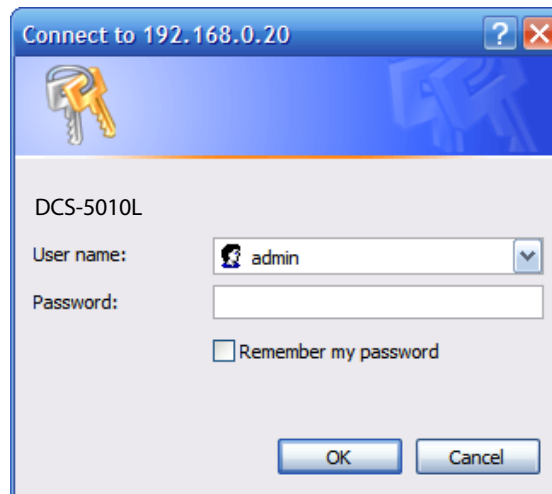 Connect to 192.168.0.20
DCS-5010L
User name: admin
Password:
Remember my password
OK Cancel